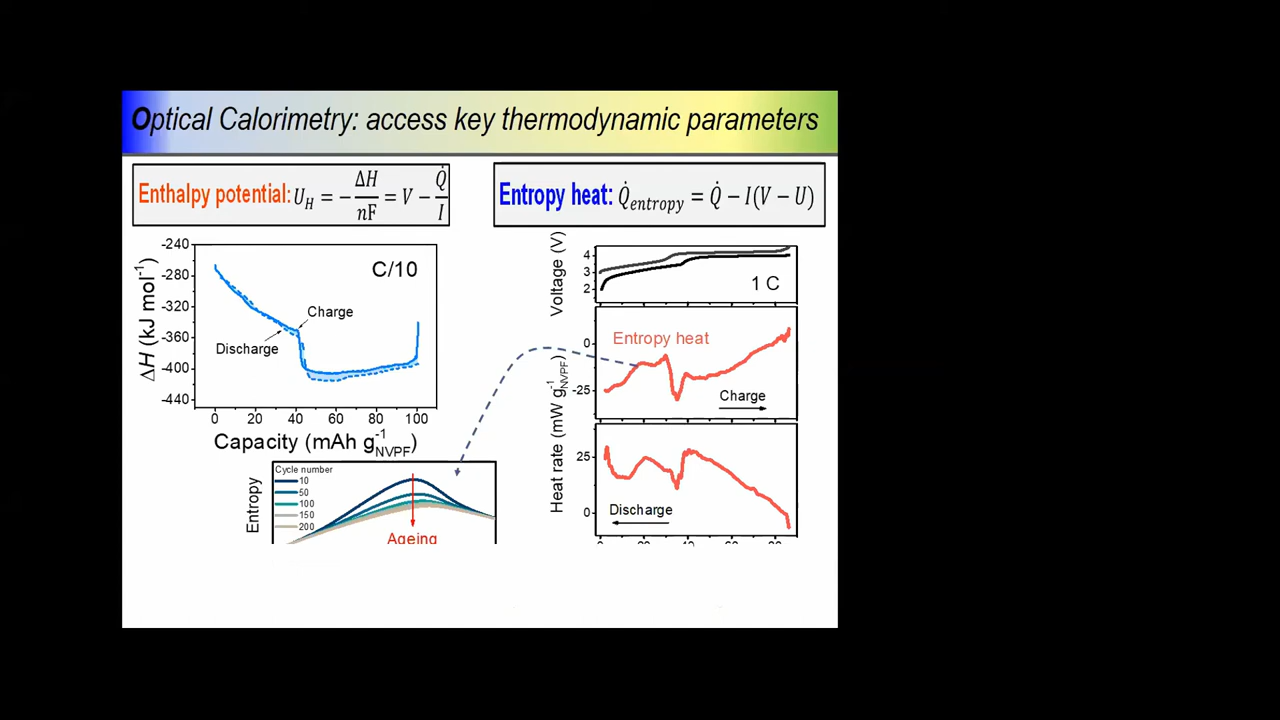 Optical Calorimetry: access key thermodynamic parameters
Enthalpy potential: U_H = − ΔH/nF = V − Q̇/I
Entropy heat: Q̇_entropy = Q̇ − I(V − U)
-240
-280
-320
-360
-400
-440
ΔH (kJ mol⁻¹)
C/10
Charge
Discharge
0 20 40 60 80 100
Capacity (mAh g⁻¹_NVPF)
Entropy
Cycle number
10
50
100
150
200
Ageing
Voltage (V)
4
3
2
1 C
Heat rate (mW g⁻¹_NVPF)
0
-25
Entropy heat
Charge
25
0
Discharge